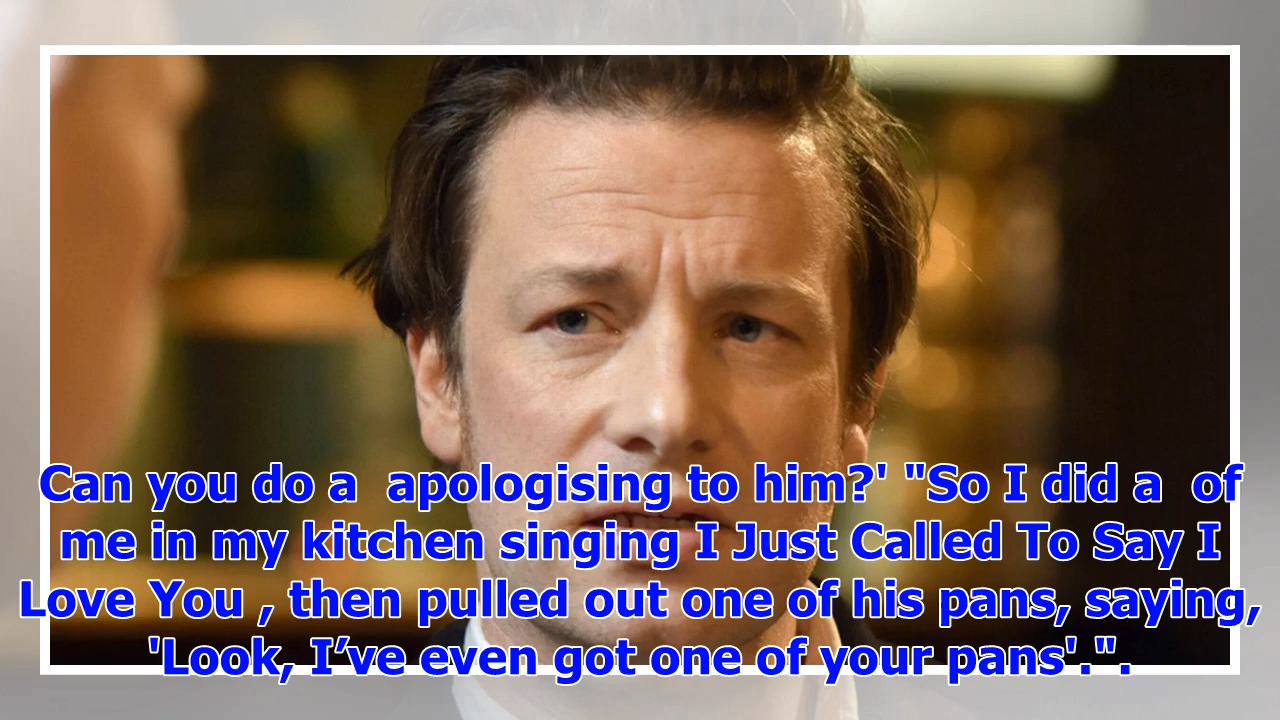 Can you do a  apologising to him?' "So I did a  of
me in my kitchen singing I Just Called To Say I
Love You , then pulled out one of his pans, saying,
'Look, I’ve even got one of your pans'.".